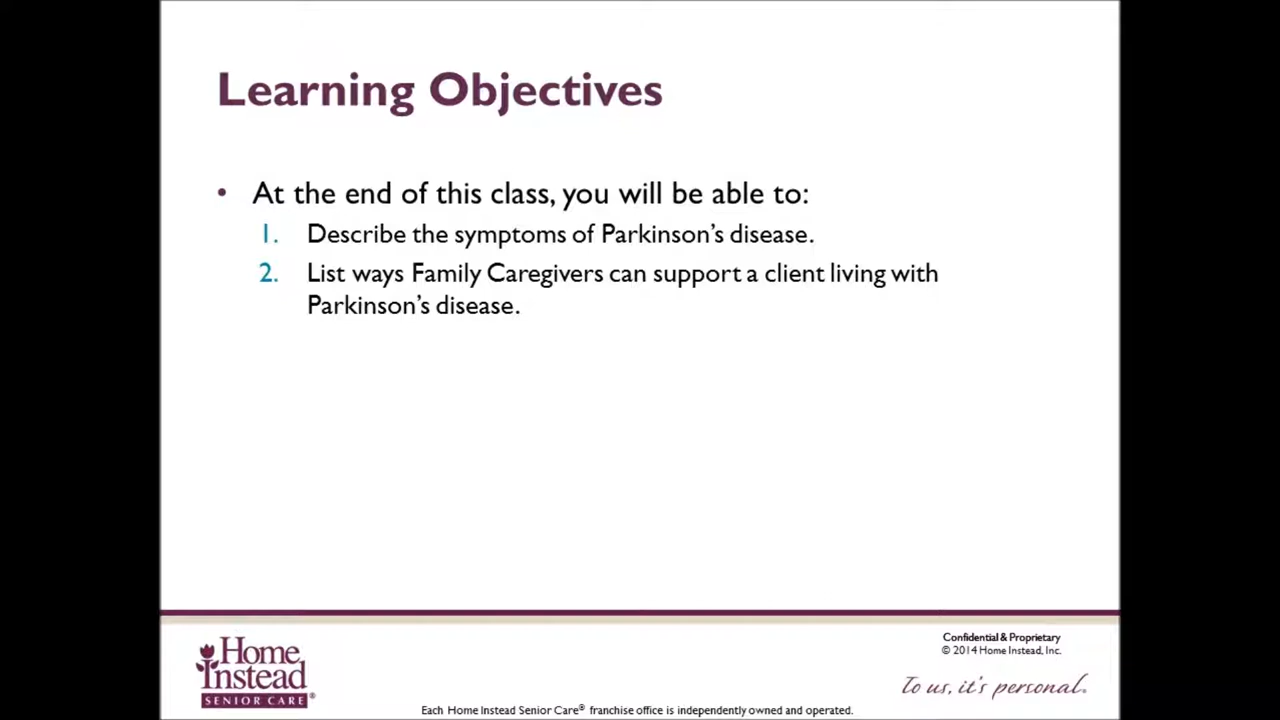 Learning Objectives
• At the end of this class, you will be able to:
1. Describe the symptoms of Parkinson's disease.
2. List ways Family Caregivers can support a client living with
Parkinson's disease.
Home
Instead
SENIOR CARE®
Confidential & Proprietary
© 2014 Home Instead, Inc.
To us, it's personal.
Each Home Instead Senior Care® franchise office is independently owned and operated.